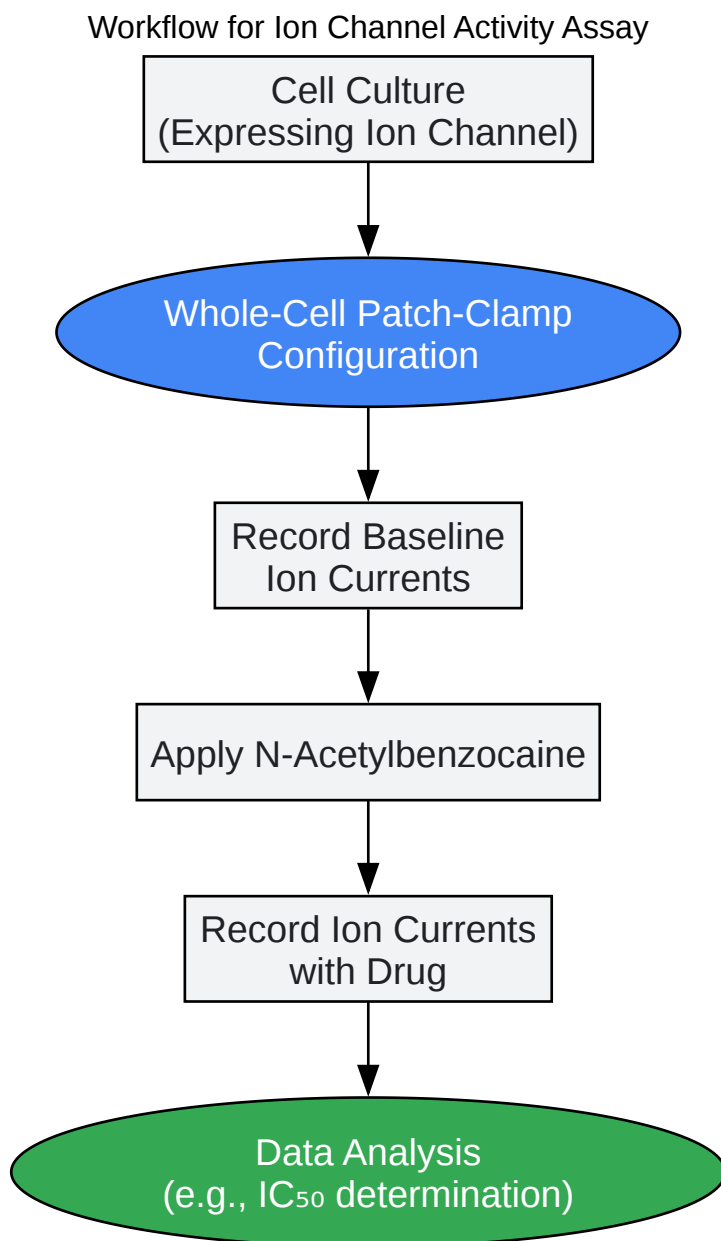 Workflow for Ion Channel Activity Assay
Cell Culture
(Expressing Ion Channel)
Whole-Cell Patch-Clamp
Configuration
Record Baseline
Ion Currents
Apply N-Acetylbenzocaine
Record Ion Currents
with Drug
Data Analysis
(e.g., IC₅₀ determination)